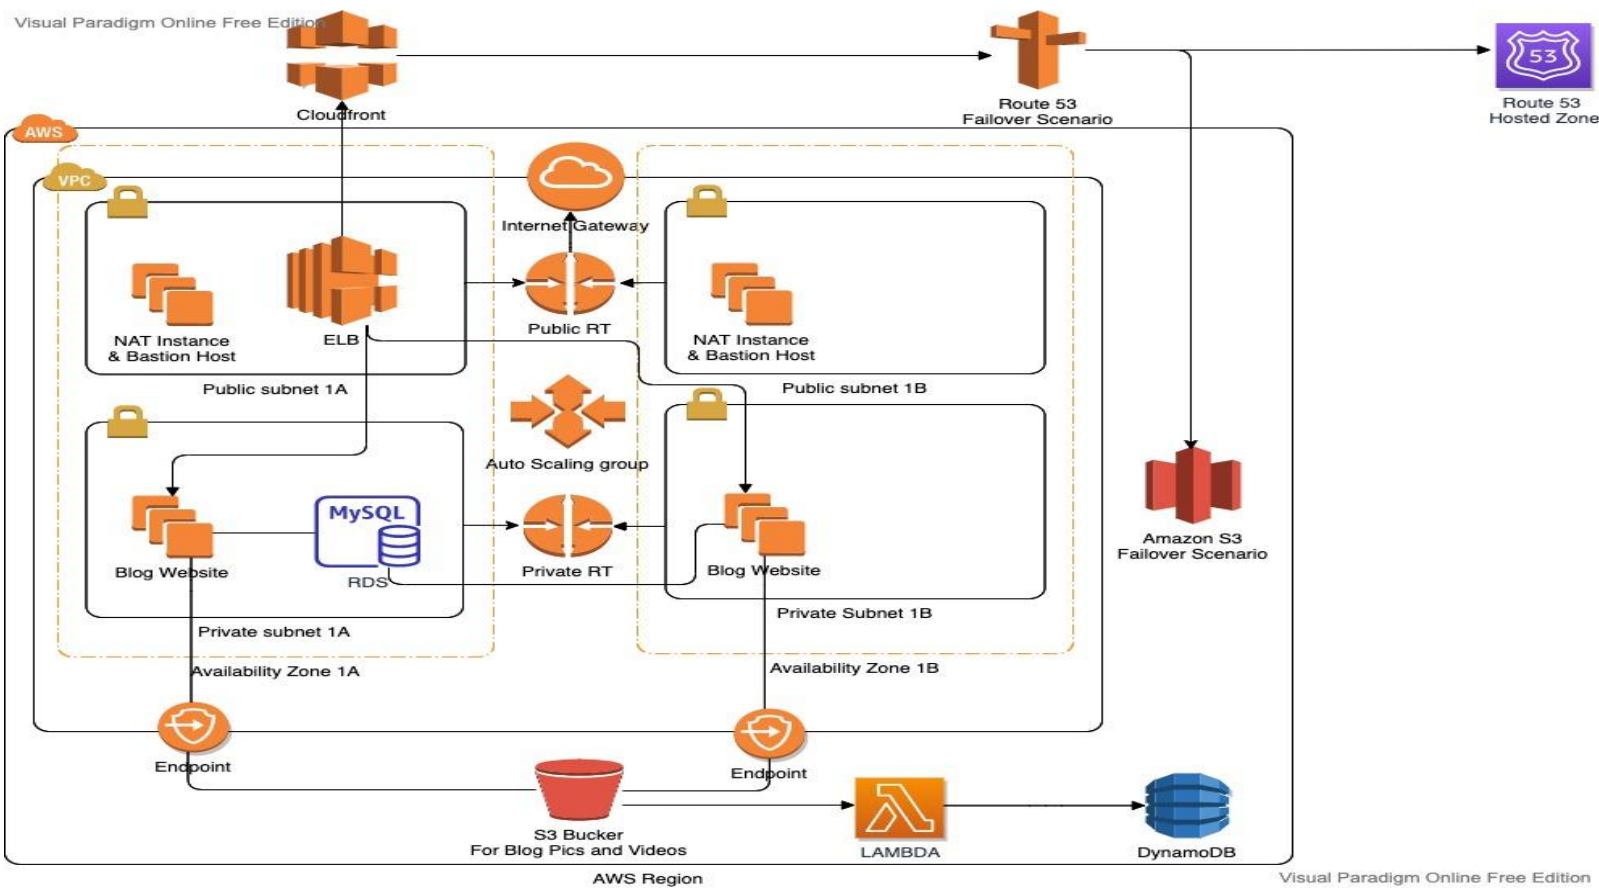 Visual Paradigm Online Free Edition
Cloudfront
Route 53
Failover Scenario
53
Route 53
Hosted Zone
AWS
VPC
Internet Gateway
NAT Instance
& Bastion Host
ELB
Public RT
NAT Instance
& Bastion Host
Public subnet 1A
Public subnet 1B
Auto Scaling group
MySQL
Blog Website
RDS
Private RT
Blog Website
Amazon S3
Failover Scenario
Private subnet 1A
Private Subnet 1B
Availability Zone 1A
Availability Zone 1B
Endpoint
Endpoint
S3 Bucker
For Blog Pics and Videos
LAMBDA
DynamoDB
AWS Region
Visual Paradigm Online Free Edition